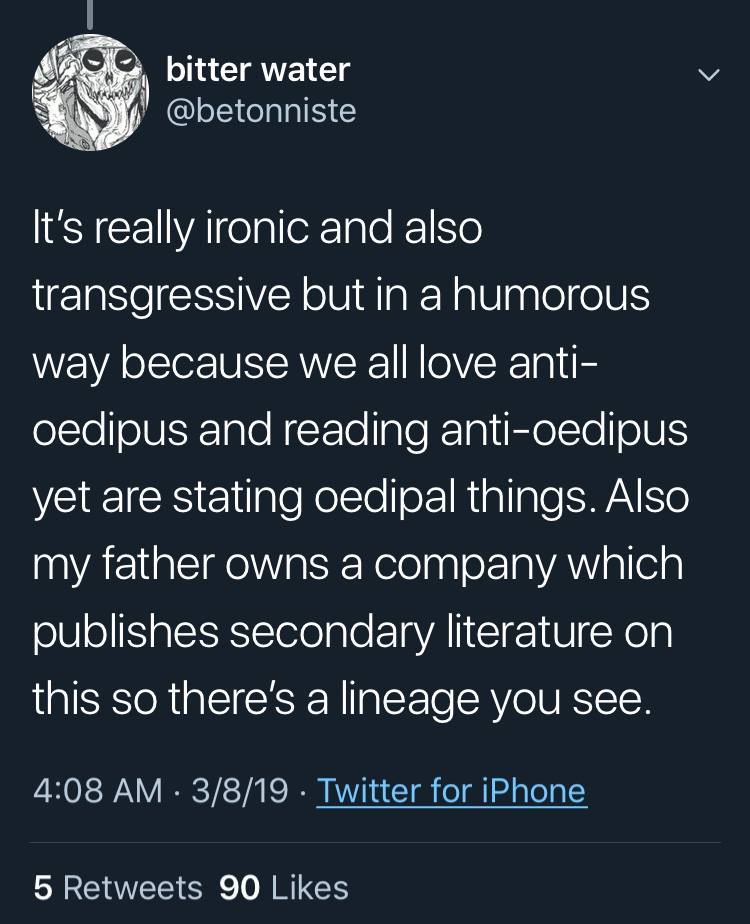 bitter water
@betonniste
It's really ironic and also
transgressive but in a humorous
way because we all love anti-
oedipus and reading anti-oedipus
yet are stating oedipal things. Also
my father owns a company which
publishes secondary literature on
this so there's a lineage you see.
4:08 AM · 3/8/19 · Twitter for iPhone
5 Retweets 90 Likes